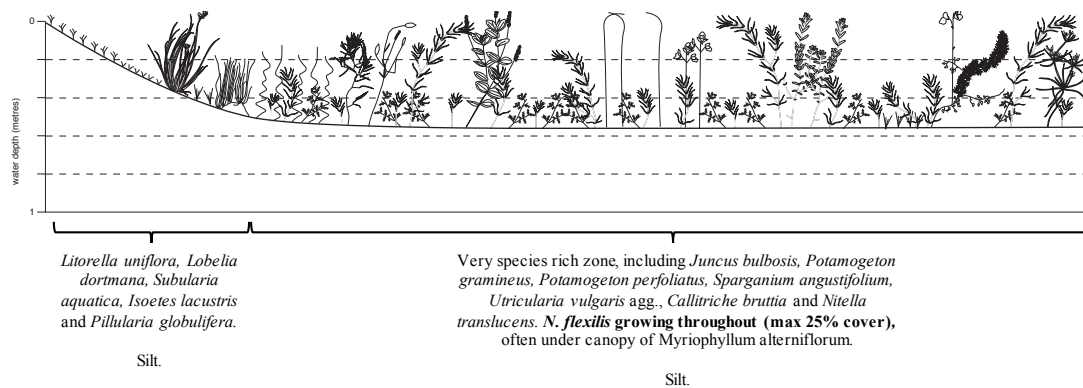 0
water depth (metres)
1
Litorella uniflora, Lobelia
dortmana, Subularia
aquatica, Isoetes lacustris
and Pillularia globulifera.
Silt.
Very species rich zone, including Juncus bulbosis, Potamogeton
gramineus, Potamogeton perfoliatus, Sparganium angustifolium,
Utricularia vulgaris agg., Callitriche bruttia and Nitella
translucens. N. flexilis growing throughout (max 25% cover),
often under canopy of Myriophyllum alterniflorum.
Silt.